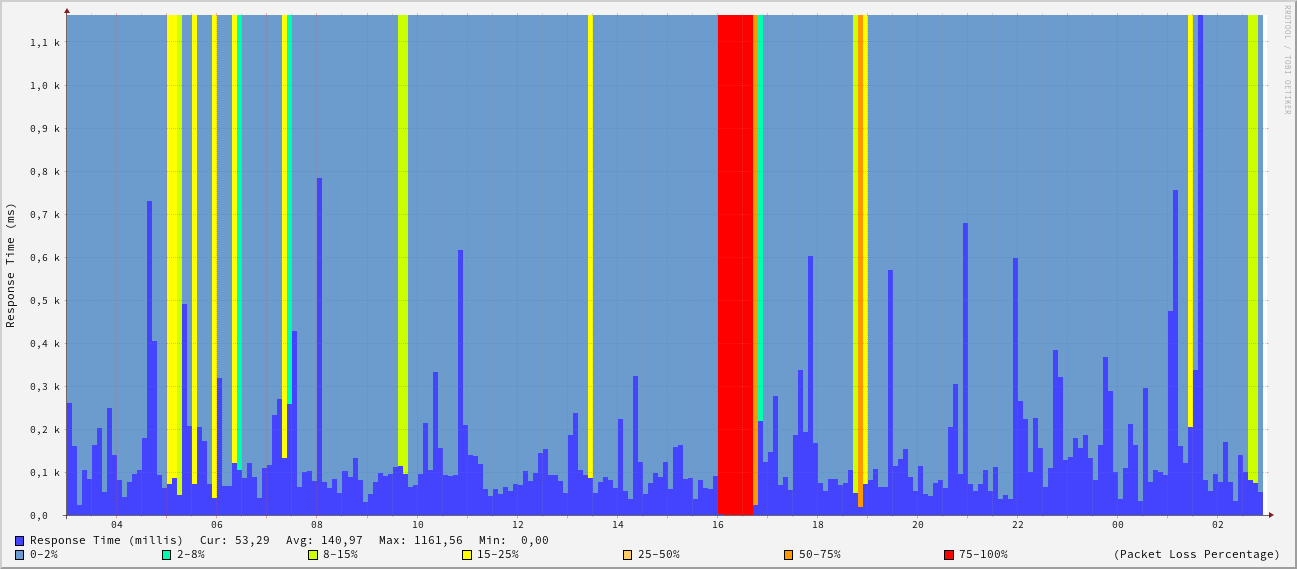 RRDTOOL / TOBI OETIKER
Response Time (ms)
1,1 k
1,0 k
0,9 k
0,8 k
0,7 k
0,6 k
0,5 k
0,4 k
0,3 k
0,2 k
0,1 k
0,0
04 06 08 10 12 14 16 18 20 22 00 02
Response Time (millis) Cur: 53,29 Avg: 140,97 Max: 1161,56 Min: 0,00
0-2% 2-8% 8-15% 15-25% 25-50% 50-75% 75-100% (Packet Loss Percentage)